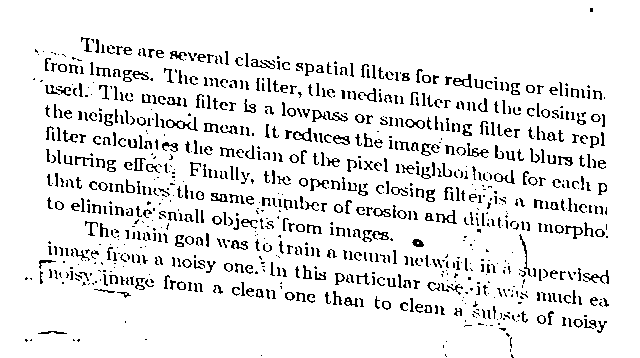 There are several classic spatial filters for reducing or elimin
from images. The mean filter, the median filter and the closing op
used. The mean filter is a lowpass or smoothing filter that repl
the neighborhood mean. It reduces the image noise but blurs the
filter calculates the median of the pixel neighborhood for each p
blurring effect. Finally, the opening closing filter is a mathema
that combines the same number of erosion and dilation morpho
to eliminate small objects from images.
The main goal was to train a neural network in a supervised
image from a noisy one. In this particular case, it was much ea
noisy image from a clean one than to clean a subset of noisy